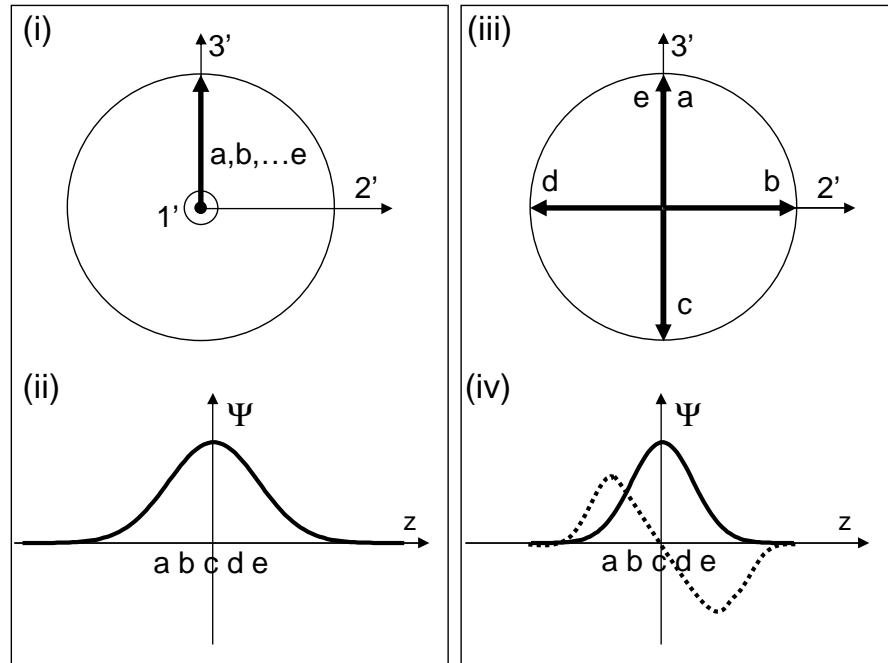 (i)
3’
a,b,…e
2’
1’
(ii)
Ψ
z
a b c d e
(iii)
3’
e a
d b 2’
c
(iv)
Ψ
z
a b c d e